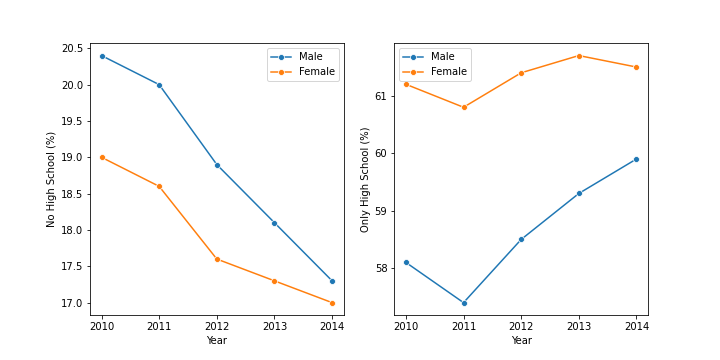 20.5
20.0
19.5
19.0
18.5
18.0
17.5
17.0
No High School (%)
Male
Female
2010 2011 2012 2013 2014
Year
61
60
59
58
Only High School (%)
Male
Female
2010 2011 2012 2013 2014
Year